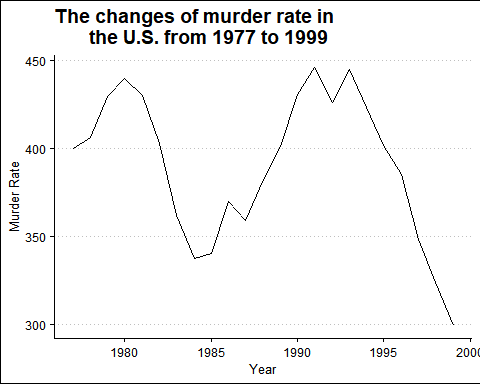 The changes of murder rate in
the U.S. from 1977 to 1999
450
400
350
300
Murder Rate
1980 1985 1990 1995 2000
Year